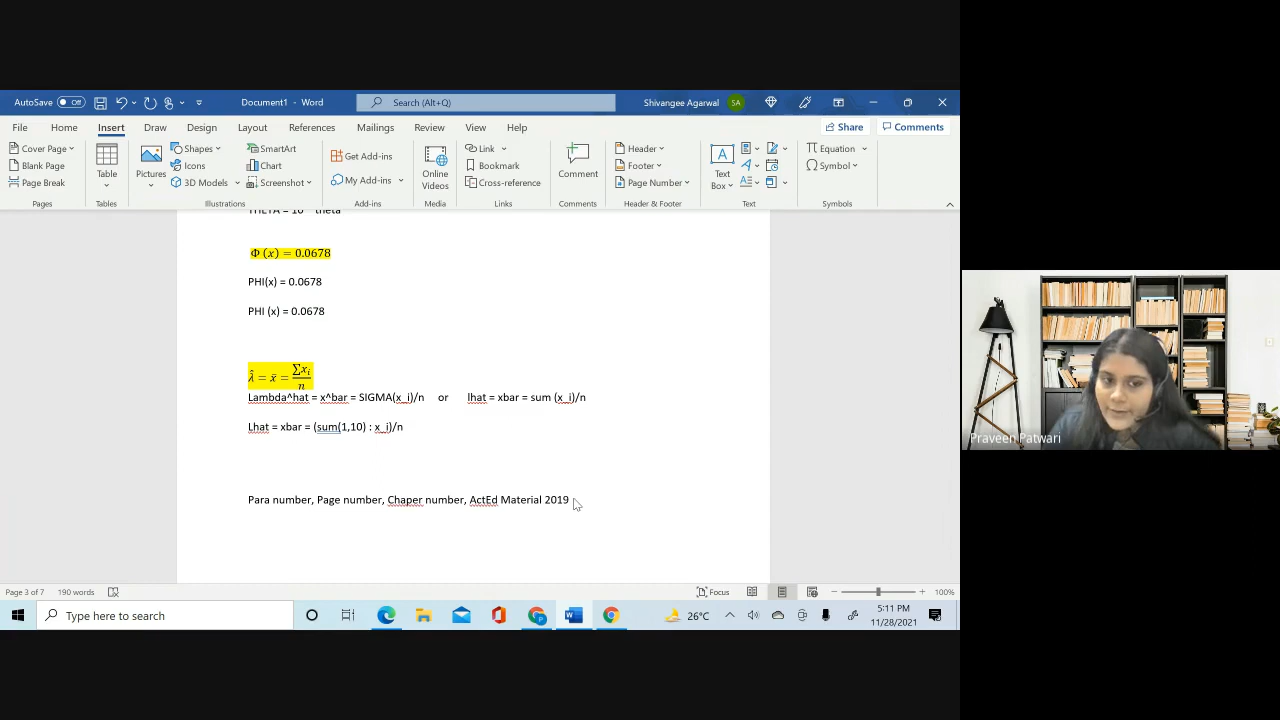 AutoSave Off Document1 - Word Search (Alt+Q) Shivangee Agarwal SA
File Home Insert Draw Design Layout References Mailings Review View Help Share Comments
Cover Page
Blank Page
Page Break
Pages
Table
Tables
Pictures
Shapes
Icons
3D Models
SmartArt
Chart
Screenshot
Illustrations
Get Add-ins
My Add-ins
Add-ins
Online
Videos
Media
Link
Bookmark
Cross-reference
Links
Comment
Comments
Header
Footer
Page Number
Header & Footer
A
Text
Box
Text
Equation
Symbol
Symbols
THETA = 10 theta
Φ (x) = 0.0678
PHI(x) = 0.0678
PHI (x) = 0.0678
λ̂ = x̄ = ∑xᵢ/n
Lambda^hat = x^bar = SIGMA(x_i)/n or lhat = xbar = sum (x_i)/n
Lhat = xbar = (sum(1,10) : x_i)/n
Para number, Page number, Chaper number, ActEd Material 2019
Praveen Patwari
Page 3 of 7 190 words Focus 100%
Type here to search 26°C 5:11 PM
11/28/2021